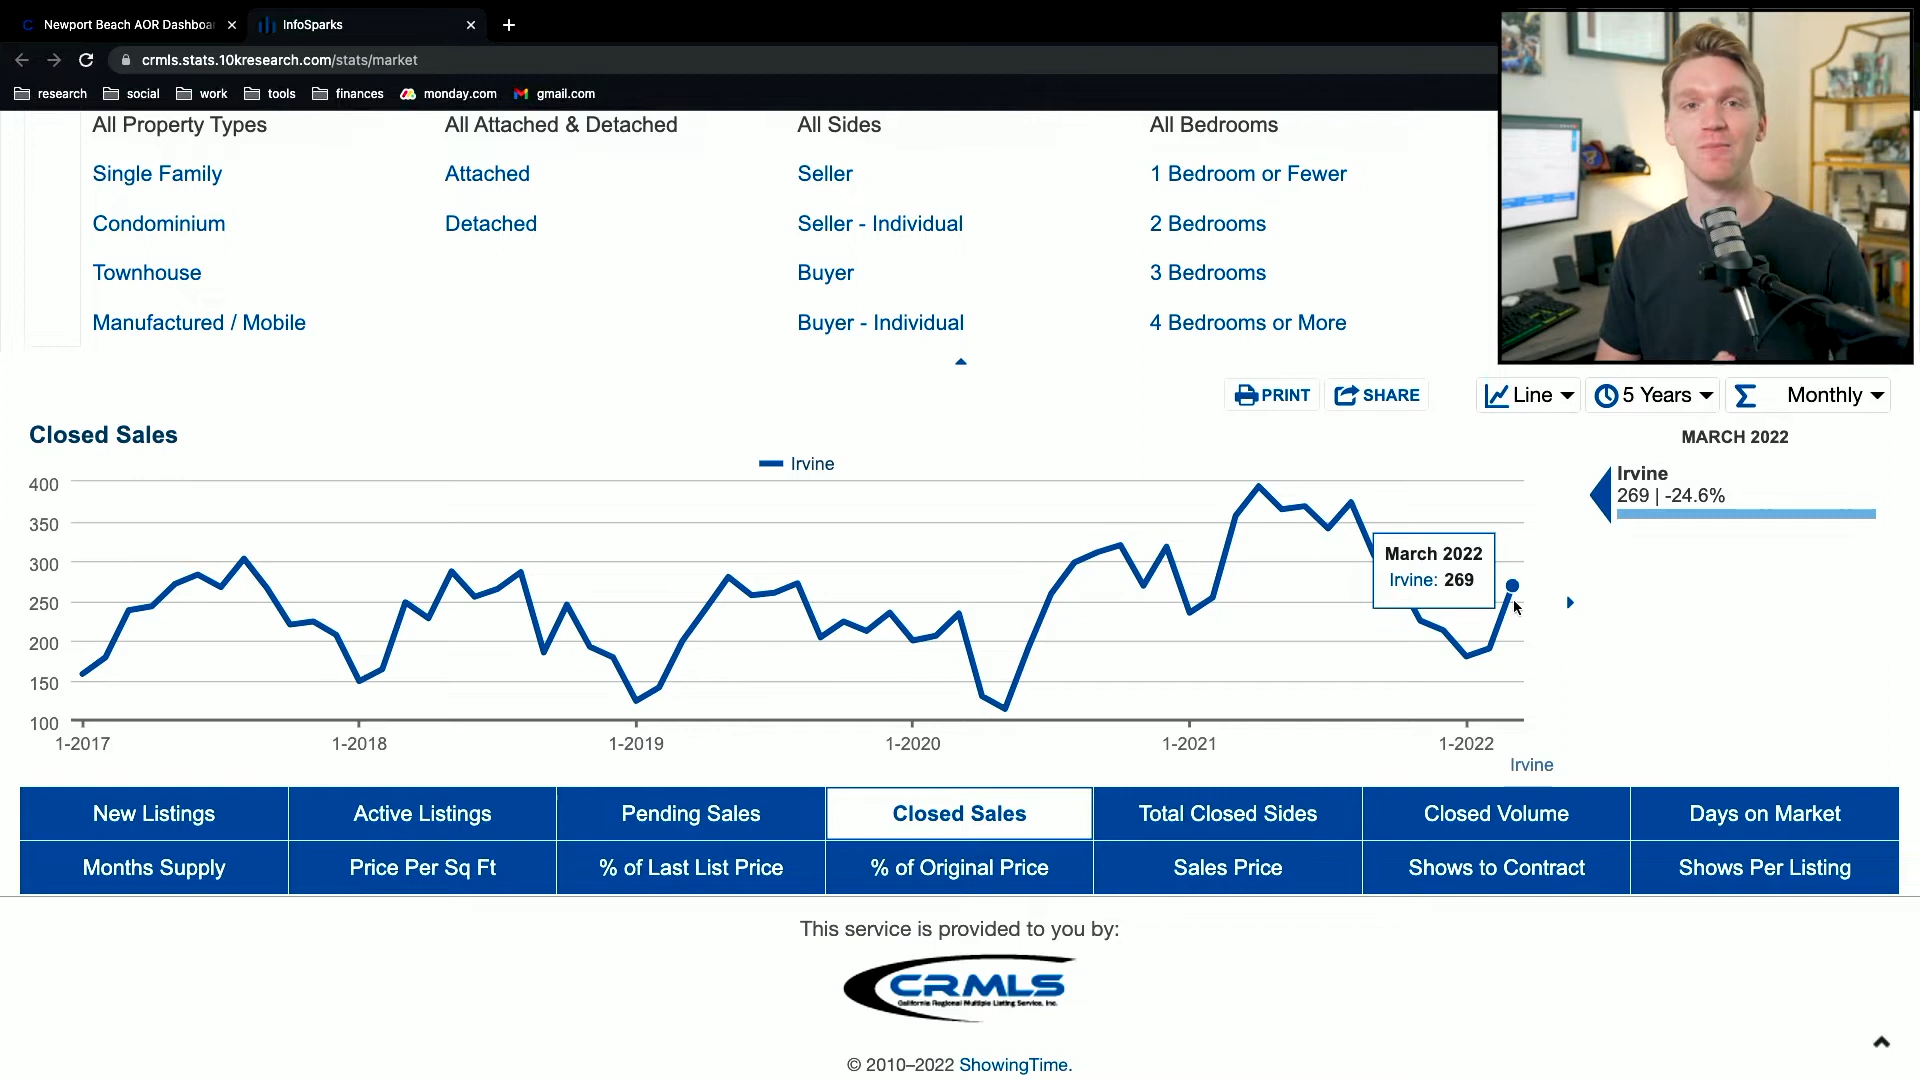 Newport Beach AOR Dashboar
InfoSparks
crmls.stats.10kresearch.com/stats/market
research
social
work
tools
finances
monday.com
gmail.com
All Property Types
All Attached & Detached
All Sides
All Bedrooms
Single Family
Attached
Seller
1 Bedroom or Fewer
Condominium
Detached
Seller - Individual
2 Bedrooms
Townhouse
Buyer
3 Bedrooms
Manufactured / Mobile
Buyer - Individual
4 Bedrooms or More
PRINT
SHARE
Line
5 Years
Σ
Monthly
Closed Sales
MARCH 2022
Irvine
Irvine
269 | -24.6%
400
350
300
250
200
150
100
March 2022
Irvine: 269
1-2017
1-2018
1-2019
1-2020
1-2021
1-2022
Irvine
New Listings
Active Listings
Pending Sales
Closed Sales
Total Closed Sides
Closed Volume
Days on Market
Months Supply
Price Per Sq Ft
% of Last List Price
% of Original Price
Sales Price
Shows to Contract
Shows Per Listing
This service is provided to you by:
CRMLS
California Regional Multiple Listing Service, Inc.
© 2010–2022 ShowingTime.